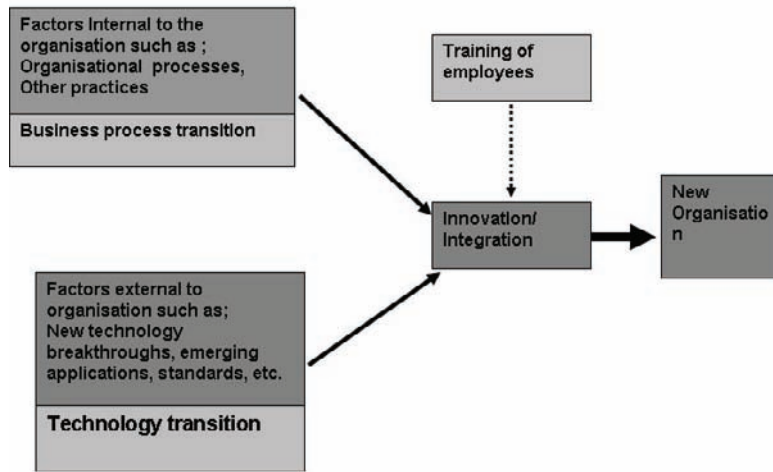 Factors Internal to the
organisation such as ;
Organisational processes,
Other practices
Business process transition
Training of
employees
Innovation/
Integration
New
Organisatio
n
Factors external to
organisation such as;
New technology
breakthroughs, emerging
applications, standards, etc.
Technology transition